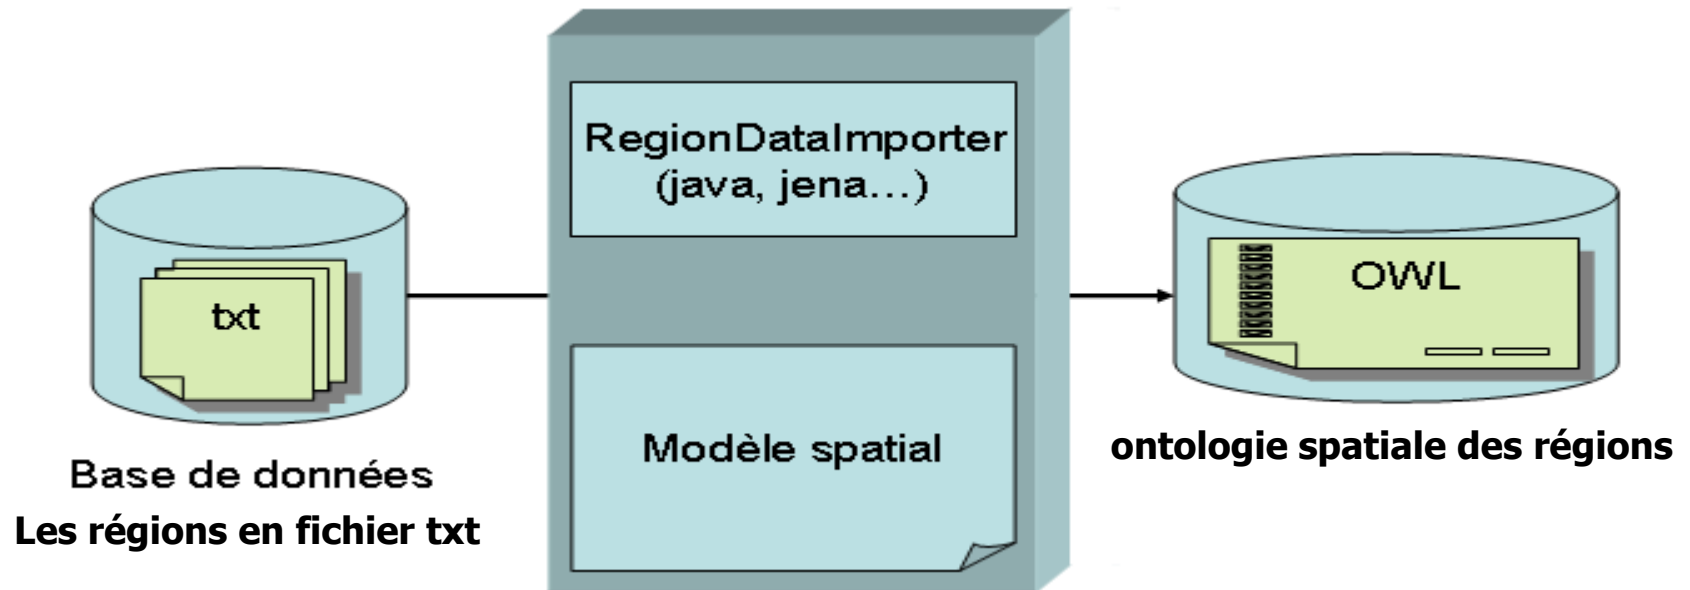 txt
Base de données
Les régions en fichier txt
RegionDataImporter
(java, jena...)
Modèle spatial
OWL
ontologie spatiale des régions